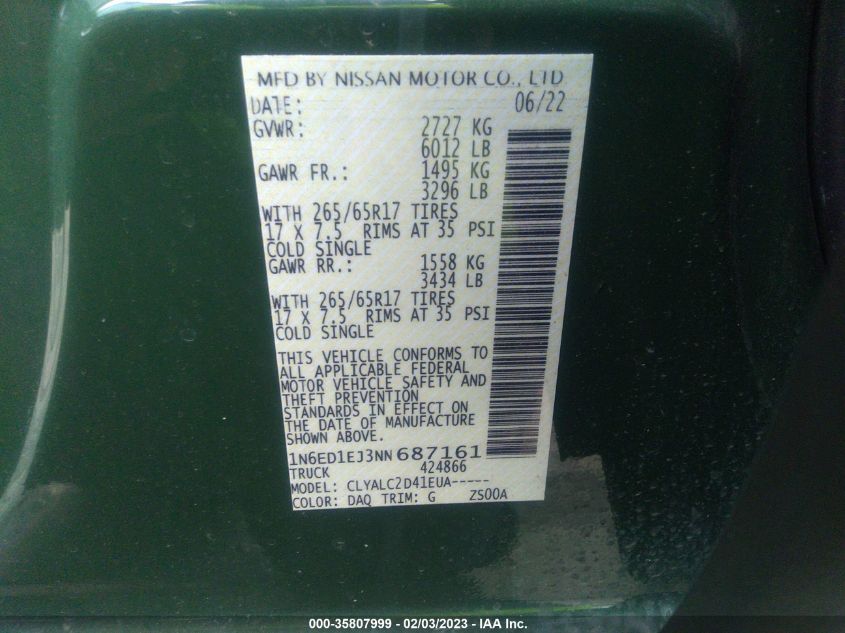 MFD BY NISSAN MOTOR CO., LTD
DATE: 06/22
GVWR: 2727 KG
6012 LB
GAWR FR.: 1495 KG
3296 LB
WITH 265/65R17 TIRES
17 X 7.5 RIMS AT 35 PSI
COLD SINGLE
GAWR RR.: 1558 KG
3434 LB
WITH 265/65R17 TIRES
17 X 7.5 RIMS AT 35 PSI
COLD SINGLE
THIS VEHICLE CONFORMS TO
ALL APPLICABLE FEDERAL
MOTOR VEHICLE SAFETY AND
THEFT PREVENTION
STANDARDS IN EFFECT ON
THE DATE OF MANUFACTURE
SHOWN ABOVE.
1N6ED1EJ3NN687161
TRUCK 424866
MODEL: CLYALC2D41EUA-----
COLOR: DAQ TRIM: G ZS00A
000-35807999 — 02/03/2023 — IAA Inc.